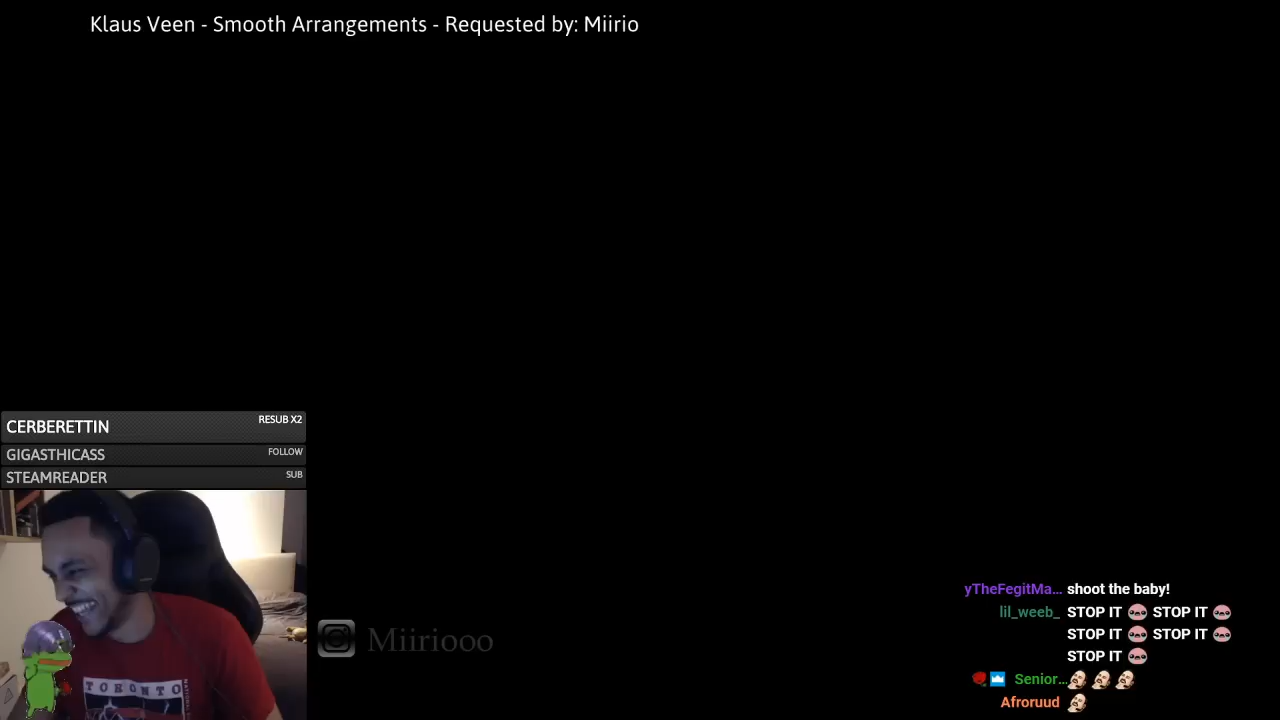 Klaus Veen - Smooth Arrangements - Requested by: Miirio
CERBERETTIN RESUB X2
GIGASTHICASS FOLLOW
STEAMREADER SUB
TORONTO
Miiriooo
yTheFegitMa… shoot the baby!
lil_weeb_ STOP IT STOP IT
STOP IT STOP IT
STOP IT
Senior…
Afroruud